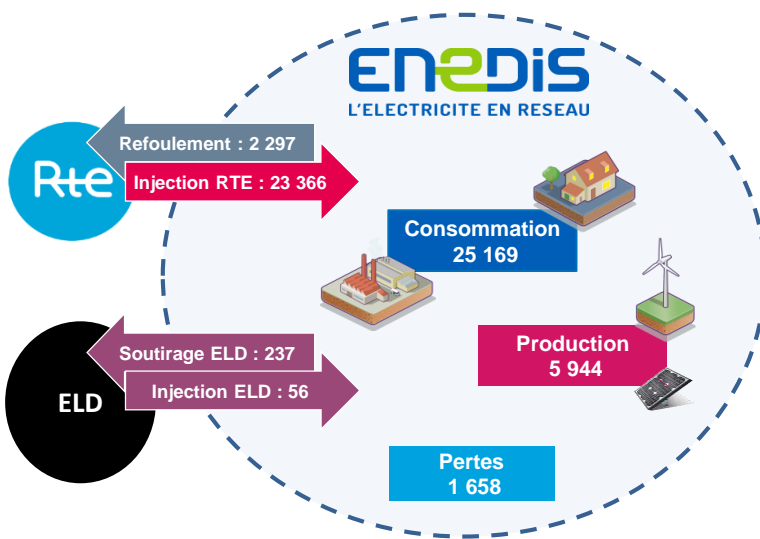 ENEDIS
L'ELECTRICITE EN RESEAU
Refoulement : 2 297
Rte
Injection RTE : 23 366
Consommation
25 169
Soutirage ELD : 237
Production
5 944
ELD
Injection ELD : 56
Pertes
1 658